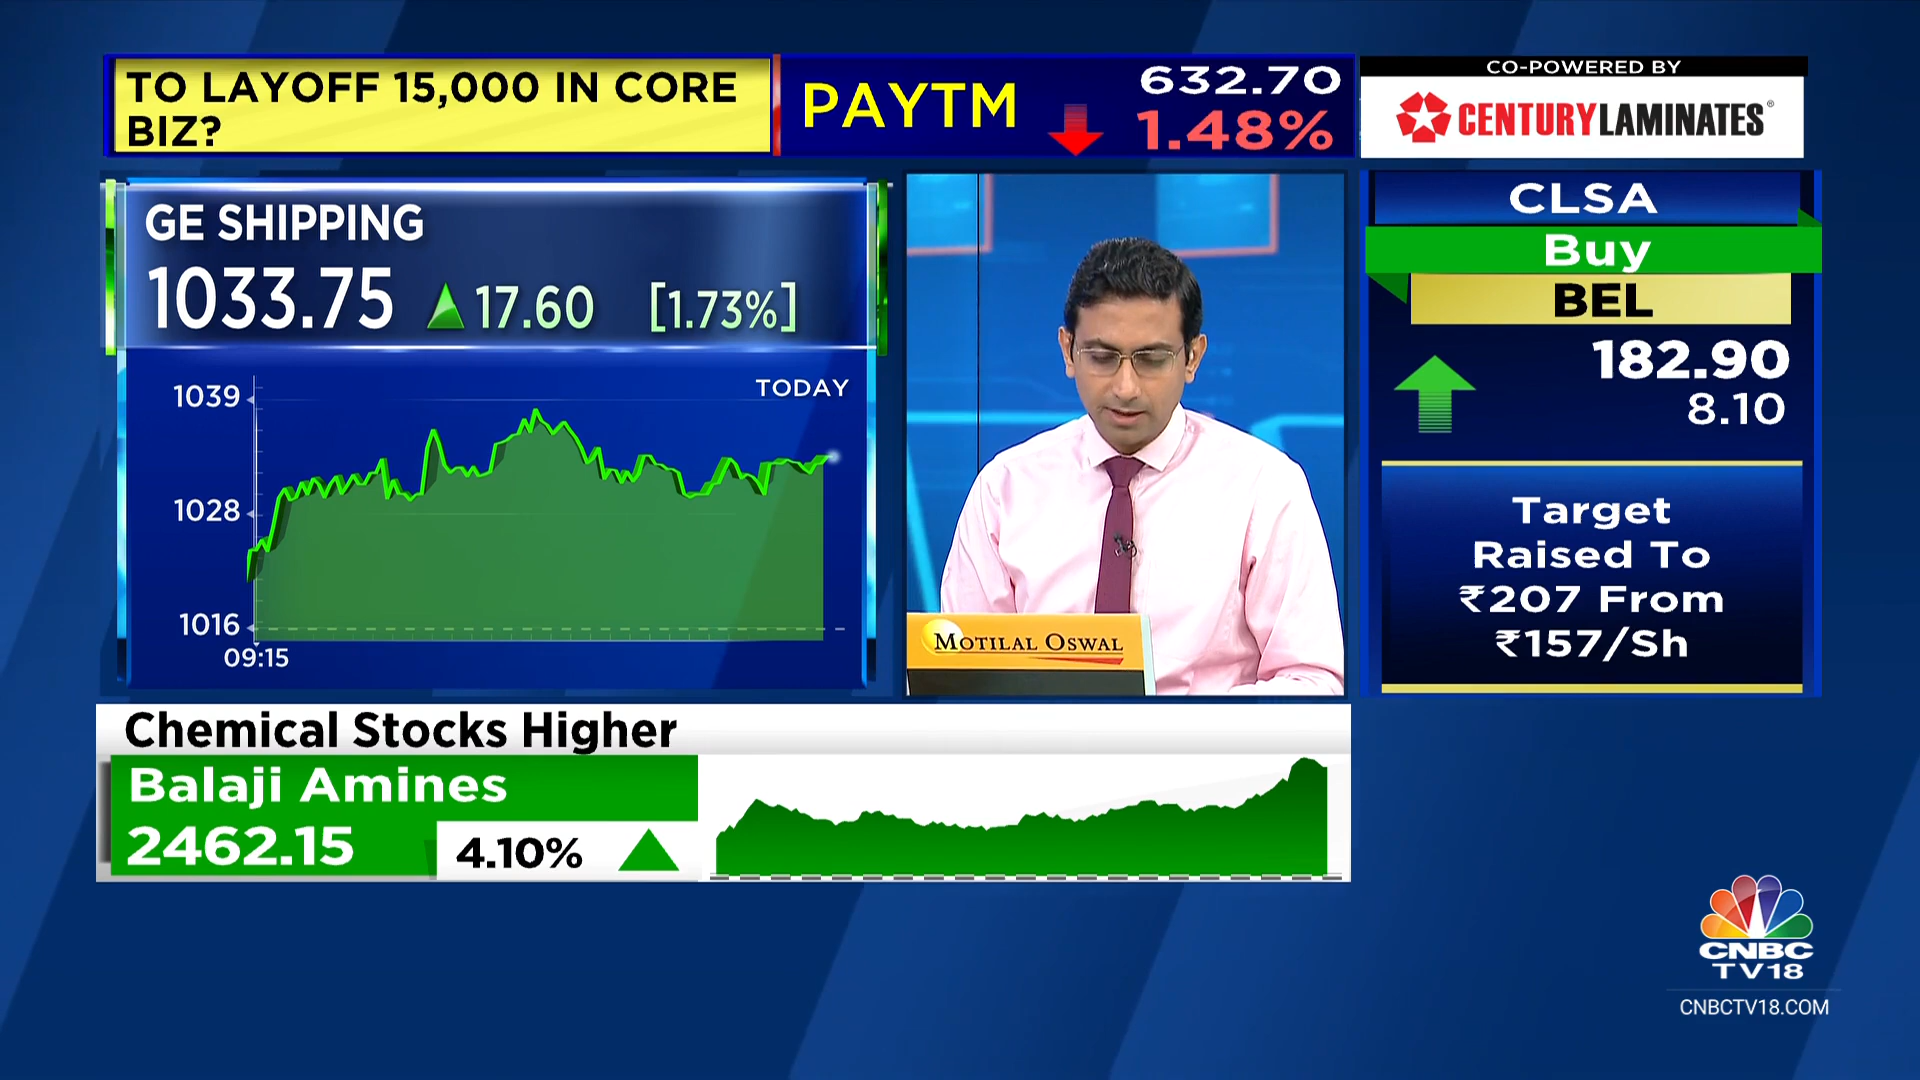 TO LAYOFF 15,000 IN CORE
BIZ?
PAYTM
632.70
1.48%
CO-POWERED BY
CENTURYLAMINATES®
GE SHIPPING
1033.75 17.60 [1.73%]
TODAY
1039
1028
1016
09:15
MOTILAL OSWAL
CLSA
Buy
BEL
182.90
8.10
Target
Raised To
₹207 From
₹157/Sh
Chemical Stocks Higher
Balaji Amines
2462.15
4.10%
CNBC
TV18
CNBCTV18.COM